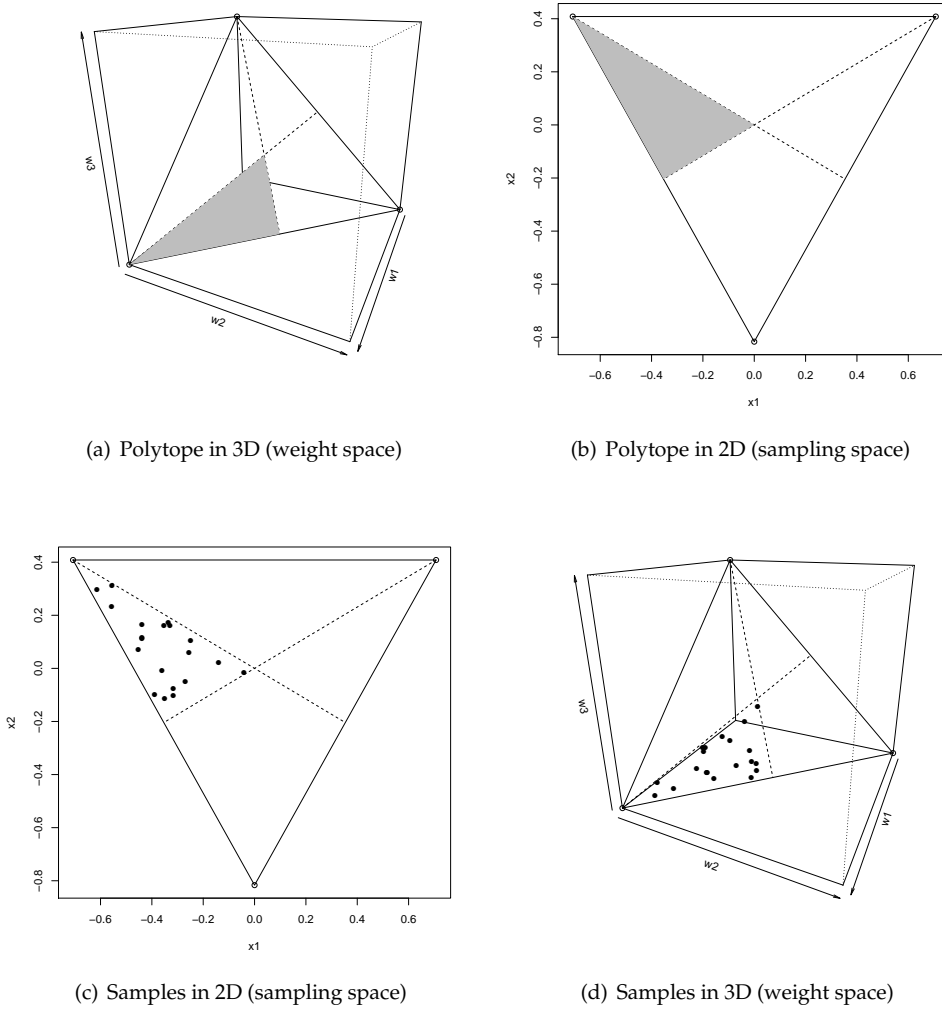 w3
w2
w1
0.4
0.2
0.0
−0.2
−0.4
−0.6
−0.8
x2
−0.6 −0.4 −0.2 0.0 0.2 0.4 0.6
x1
(a) Polytope in 3D (weight space)
(b) Polytope in 2D (sampling space)
0.4
0.2
0.0
−0.2
−0.4
−0.6
−0.8
x2
−0.6 −0.4 −0.2 0.0 0.2 0.4 0.6
x1
w3
w2
w1
(c) Samples in 2D (sampling space)
(d) Samples in 3D (weight space)